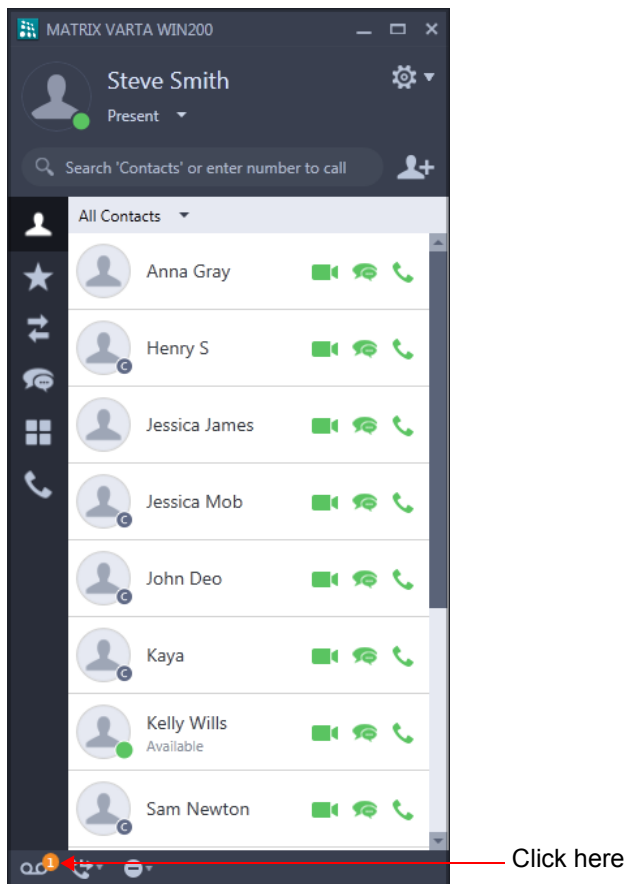 MATRIX VARTA WIN200
Steve Smith
Present
Search 'Contacts' or enter number to call
All Contacts
Anna Gray
Henry S
C
Jessica James
Jessica Mob
C
John Deo
C
Kaya
C
Kelly Wills
Available
Sam Newton
C
1
Click here